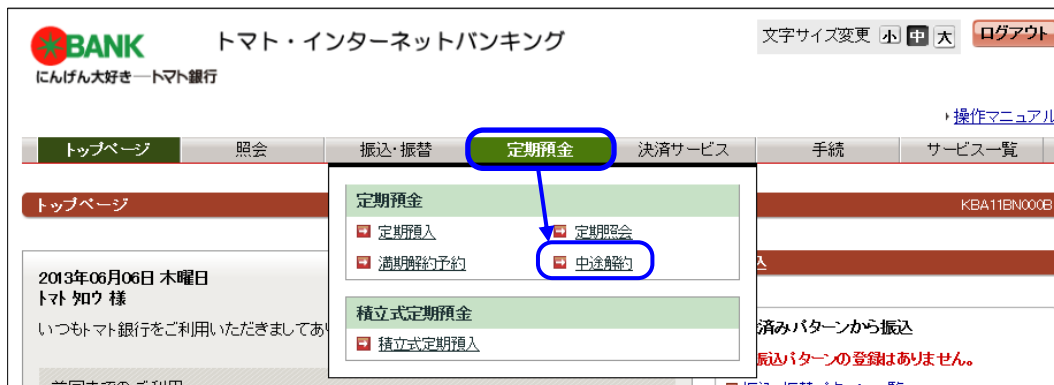 BANK
トマト・インターネットバンキング
文字サイズ変更 小 中 大
ログアウト
にんげん大好き―トマト銀行
操作マニュアル
トップページ 照会 振込・振替 定期預金 決済サービス 手続 サービス一覧
トップページ
KBA11BN000B
定期預金
定期預入 定期照会
満期解約予約 中途解約
積立式定期預金
積立式定期預入
2013年06月06日 木曜日
トマト タロウ 様
いつもトマト銀行をご利用いただきましてあ
込
済みパターンから振込
振込パターンの登録はありません。